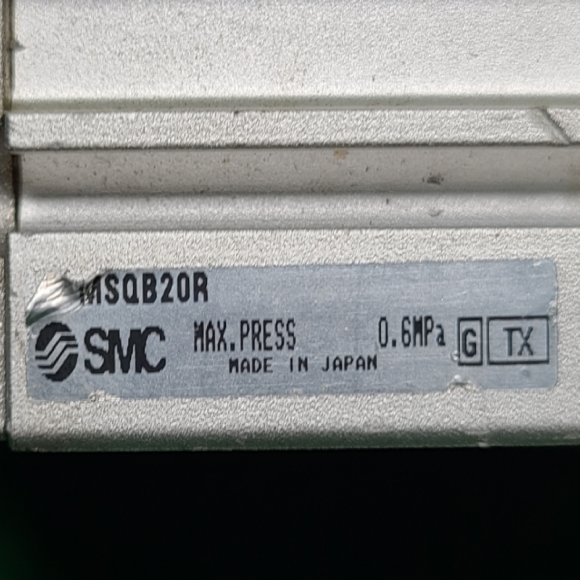 MSQB20R
SMC MAX.PRESS 0.6MPa G TX
MADE IN JAPAN